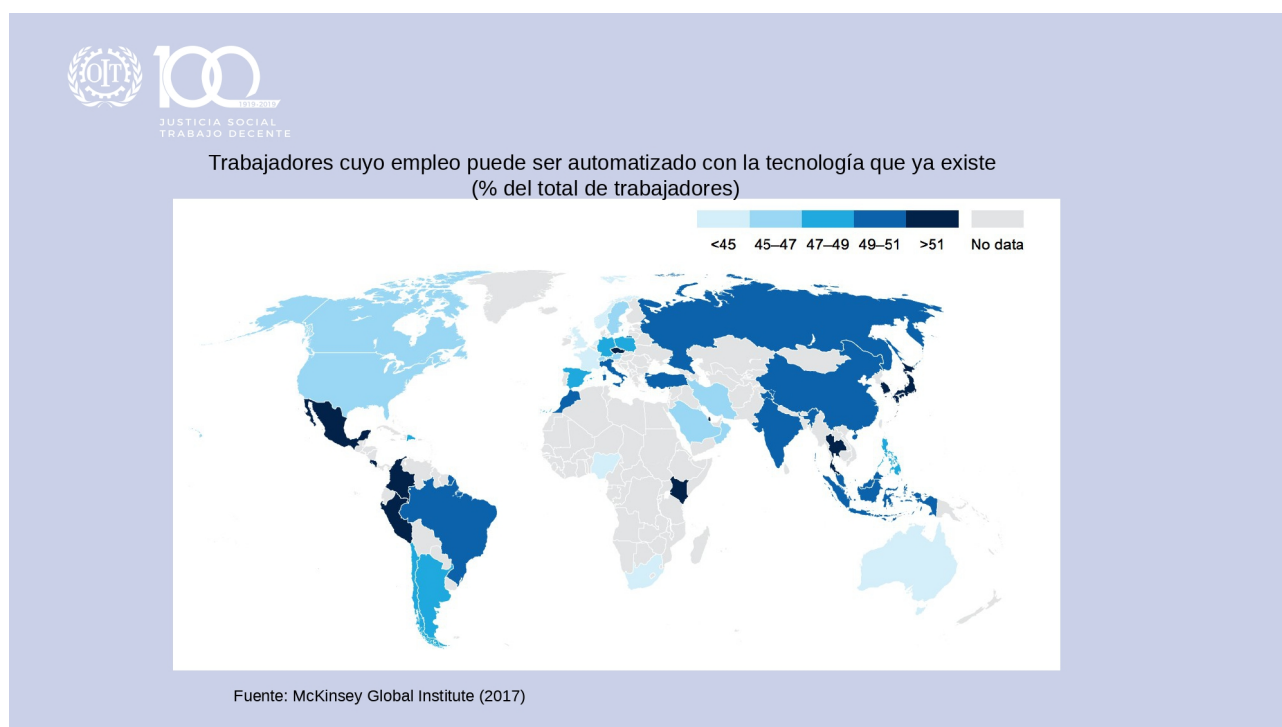 OIT
100
1919-2019
JUSTICIA SOCIAL
TRABAJO DECENTE
Trabajadores cuyo empleo puede ser automatizado con la tecnología que ya existe
(% del total de trabajadores)
<45 45–47 47–49 49–51 >51 No data
Fuente: McKinsey Global Institute (2017)